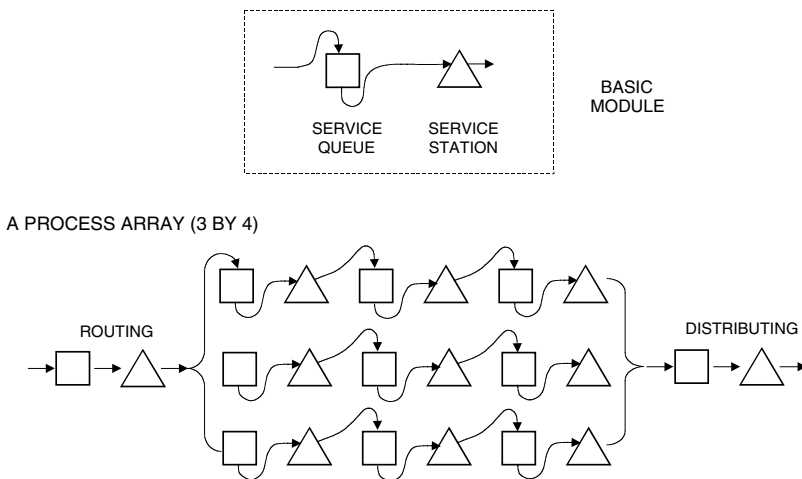 SERVICE
QUEUE
SERVICE
STATION
BASIC
MODULE
A PROCESS ARRAY (3 BY 4)
ROUTING
DISTRIBUTING